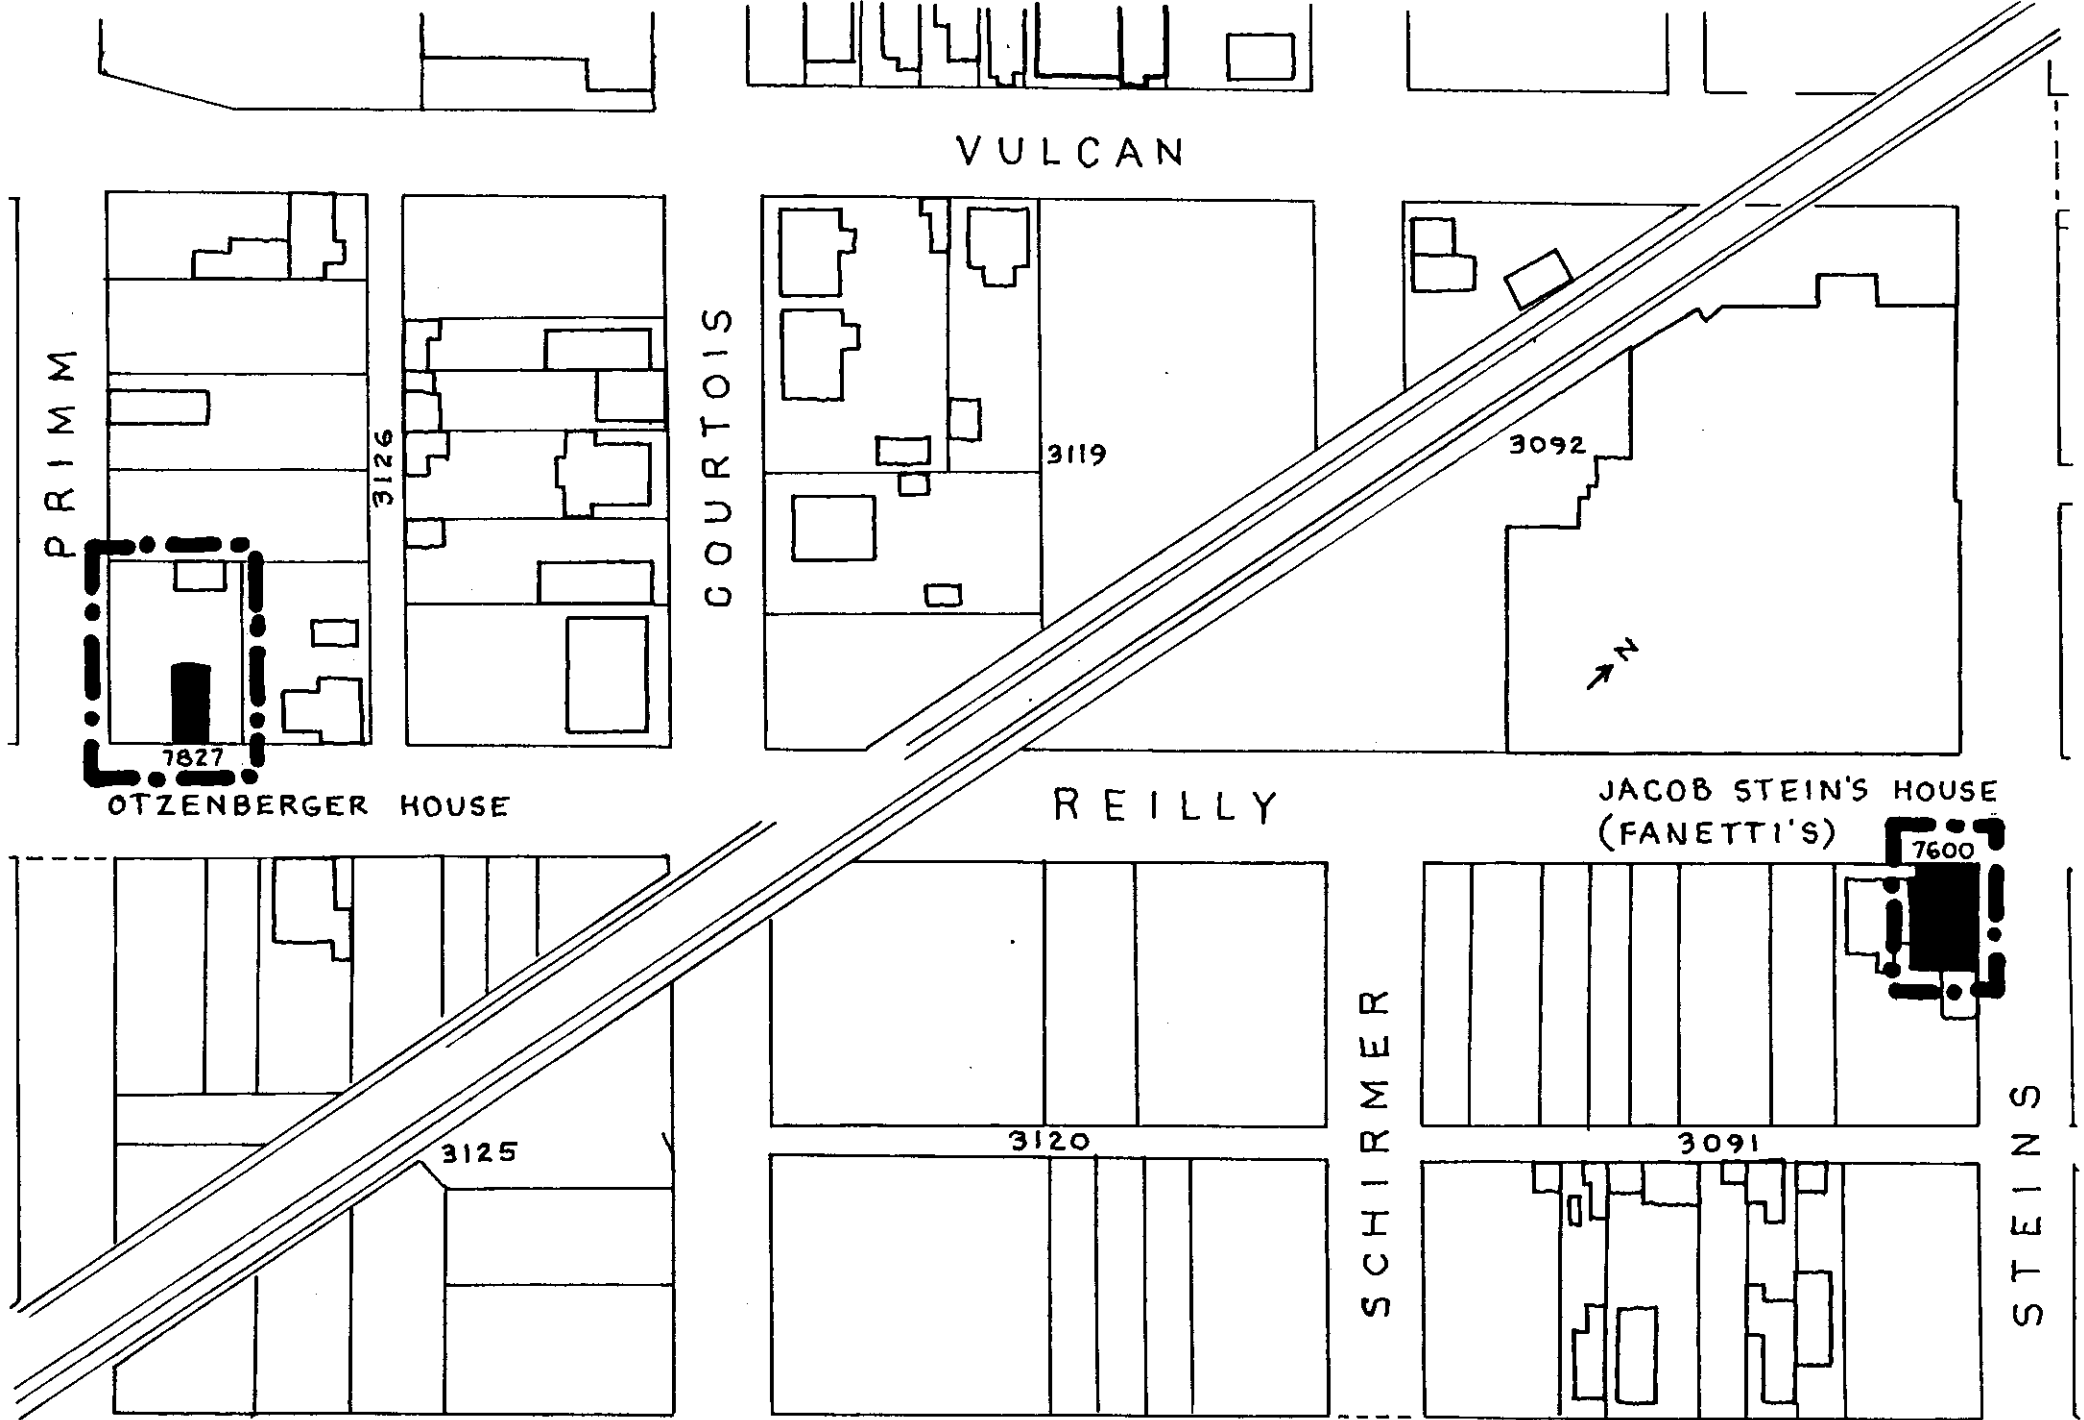 VULCAN
PRIMM
3126
COURTOIS
3119
3092
N
7827
OTZENBERGER HOUSE
REILLY
JACOB STEIN'S HOUSE
(FANETTI'S)
7600
SCHIRMER
STEINS
3125
3120
3091